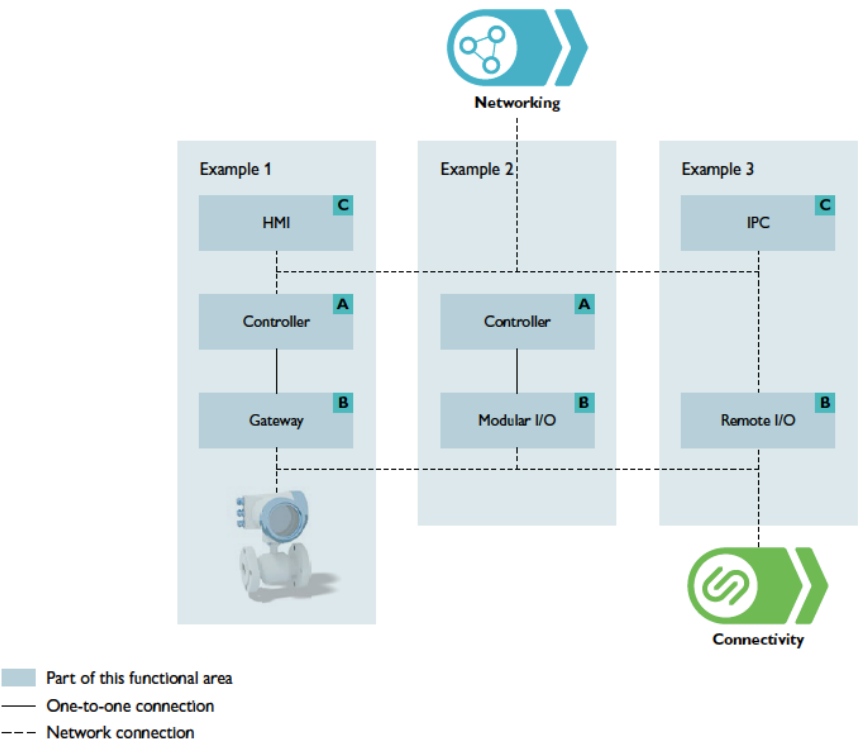 Networking
Example 1
Example 2
Example 3
C
HMI
C
IPC
A
Controller
A
Controller
B
Gateway
B
Modular I/O
B
Remote I/O
Connectivity
Part of this functional area
One-to-one connection
Network connection